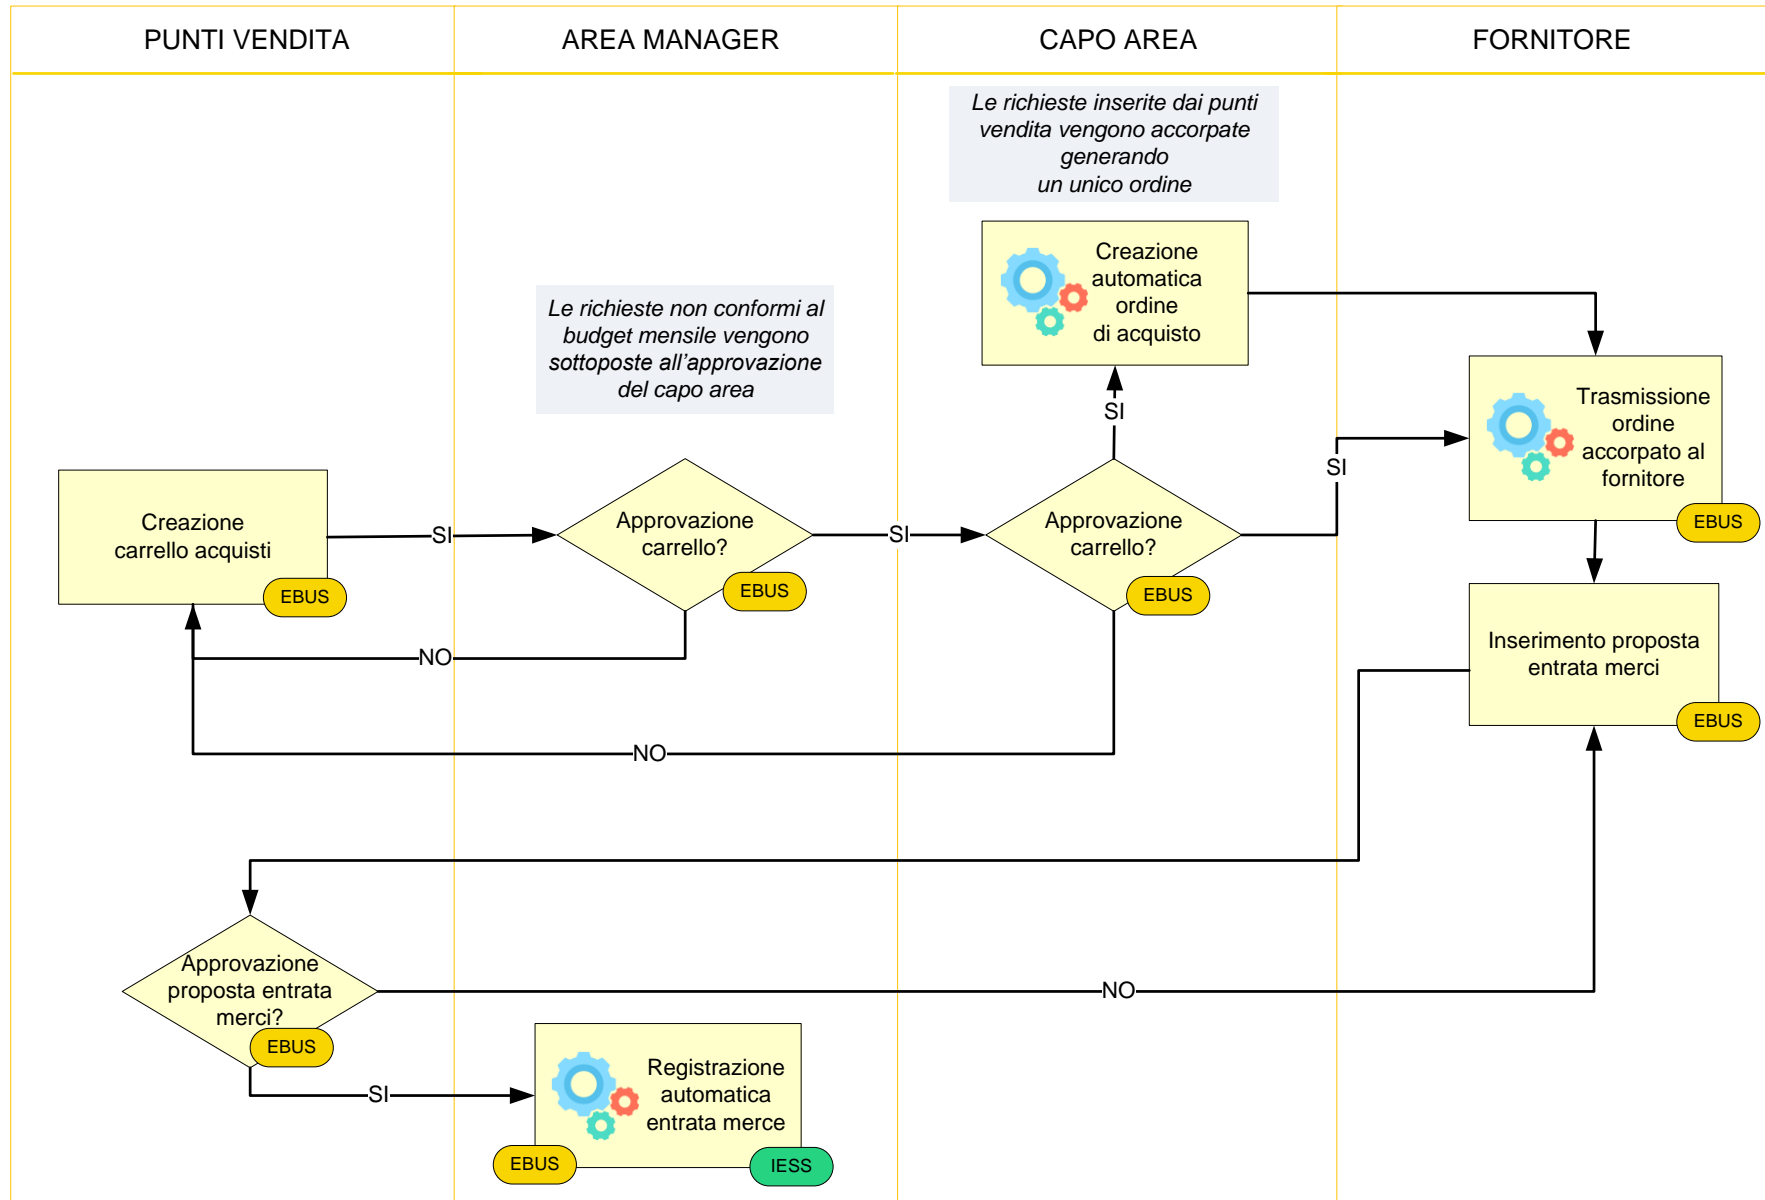 PUNTI VENDITA
AREA MANAGER
CAPO AREA
FORNITORE
Le richieste inserite dai punti
vendita vengono accorpate
generando
un unico ordine
Creazione
automatica
ordine
di acquisto
Le richieste non conformi al
budget mensile vengono
sottoposte all’approvazione
del capo area
SI
Trasmissione
ordine
accorpato al
fornitore
EBUS
SI
Creazione
carrello acquisti
EBUS
SI
Approvazione
carrello?
EBUS
SI
Approvazione
carrello?
EBUS
Inserimento proposta
entrata merci
EBUS
NO
NO
Approvazione
proposta entrata
merci?
EBUS
NO
SI
Registrazione
automatica
entrata merce
EBUS
IESS